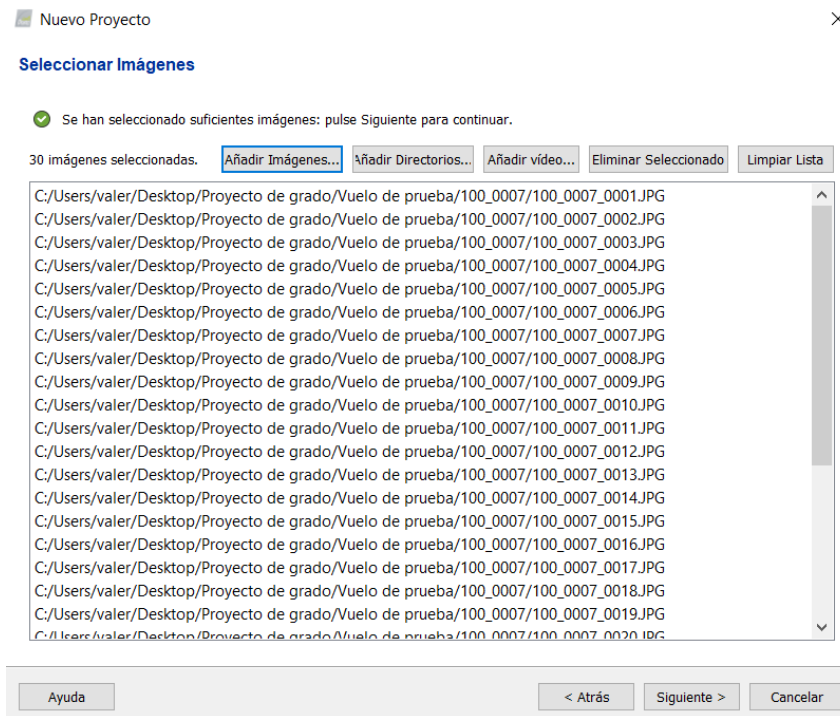 Nuevo Proyecto
Seleccionar Imágenes
Se han seleccionado suficientes imágenes: pulse Siguiente para continuar.
30 imágenes seleccionadas. Añadir Imágenes... Añadir Directorios... Añadir vídeo... Eliminar Seleccionado Limpiar Lista
C:/Users/valer/Desktop/Proyecto de grado/Vuelo de prueba/100_0007/100_0007_0001.JPG
C:/Users/valer/Desktop/Proyecto de grado/Vuelo de prueba/100_0007/100_0007_0002.JPG
C:/Users/valer/Desktop/Proyecto de grado/Vuelo de prueba/100_0007/100_0007_0003.JPG
C:/Users/valer/Desktop/Proyecto de grado/Vuelo de prueba/100_0007/100_0007_0004.JPG
C:/Users/valer/Desktop/Proyecto de grado/Vuelo de prueba/100_0007/100_0007_0005.JPG
C:/Users/valer/Desktop/Proyecto de grado/Vuelo de prueba/100_0007/100_0007_0006.JPG
C:/Users/valer/Desktop/Proyecto de grado/Vuelo de prueba/100_0007/100_0007_0007.JPG
C:/Users/valer/Desktop/Proyecto de grado/Vuelo de prueba/100_0007/100_0007_0008.JPG
C:/Users/valer/Desktop/Proyecto de grado/Vuelo de prueba/100_0007/100_0007_0009.JPG
C:/Users/valer/Desktop/Proyecto de grado/Vuelo de prueba/100_0007/100_0007_0010.JPG
C:/Users/valer/Desktop/Proyecto de grado/Vuelo de prueba/100_0007/100_0007_0011.JPG
C:/Users/valer/Desktop/Proyecto de grado/Vuelo de prueba/100_0007/100_0007_0012.JPG
C:/Users/valer/Desktop/Proyecto de grado/Vuelo de prueba/100_0007/100_0007_0013.JPG
C:/Users/valer/Desktop/Proyecto de grado/Vuelo de prueba/100_0007/100_0007_0014.JPG
C:/Users/valer/Desktop/Proyecto de grado/Vuelo de prueba/100_0007/100_0007_0015.JPG
C:/Users/valer/Desktop/Proyecto de grado/Vuelo de prueba/100_0007/100_0007_0016.JPG
C:/Users/valer/Desktop/Proyecto de grado/Vuelo de prueba/100_0007/100_0007_0017.JPG
C:/Users/valer/Desktop/Proyecto de grado/Vuelo de prueba/100_0007/100_0007_0018.JPG
C:/Users/valer/Desktop/Proyecto de grado/Vuelo de prueba/100_0007/100_0007_0019.JPG
C:/Users/valer/Desktop/Proyecto de grado/Vuelo de prueba/100_0007/100_0007_0020.JPG
Ayuda < Atrás Siguiente > Cancelar